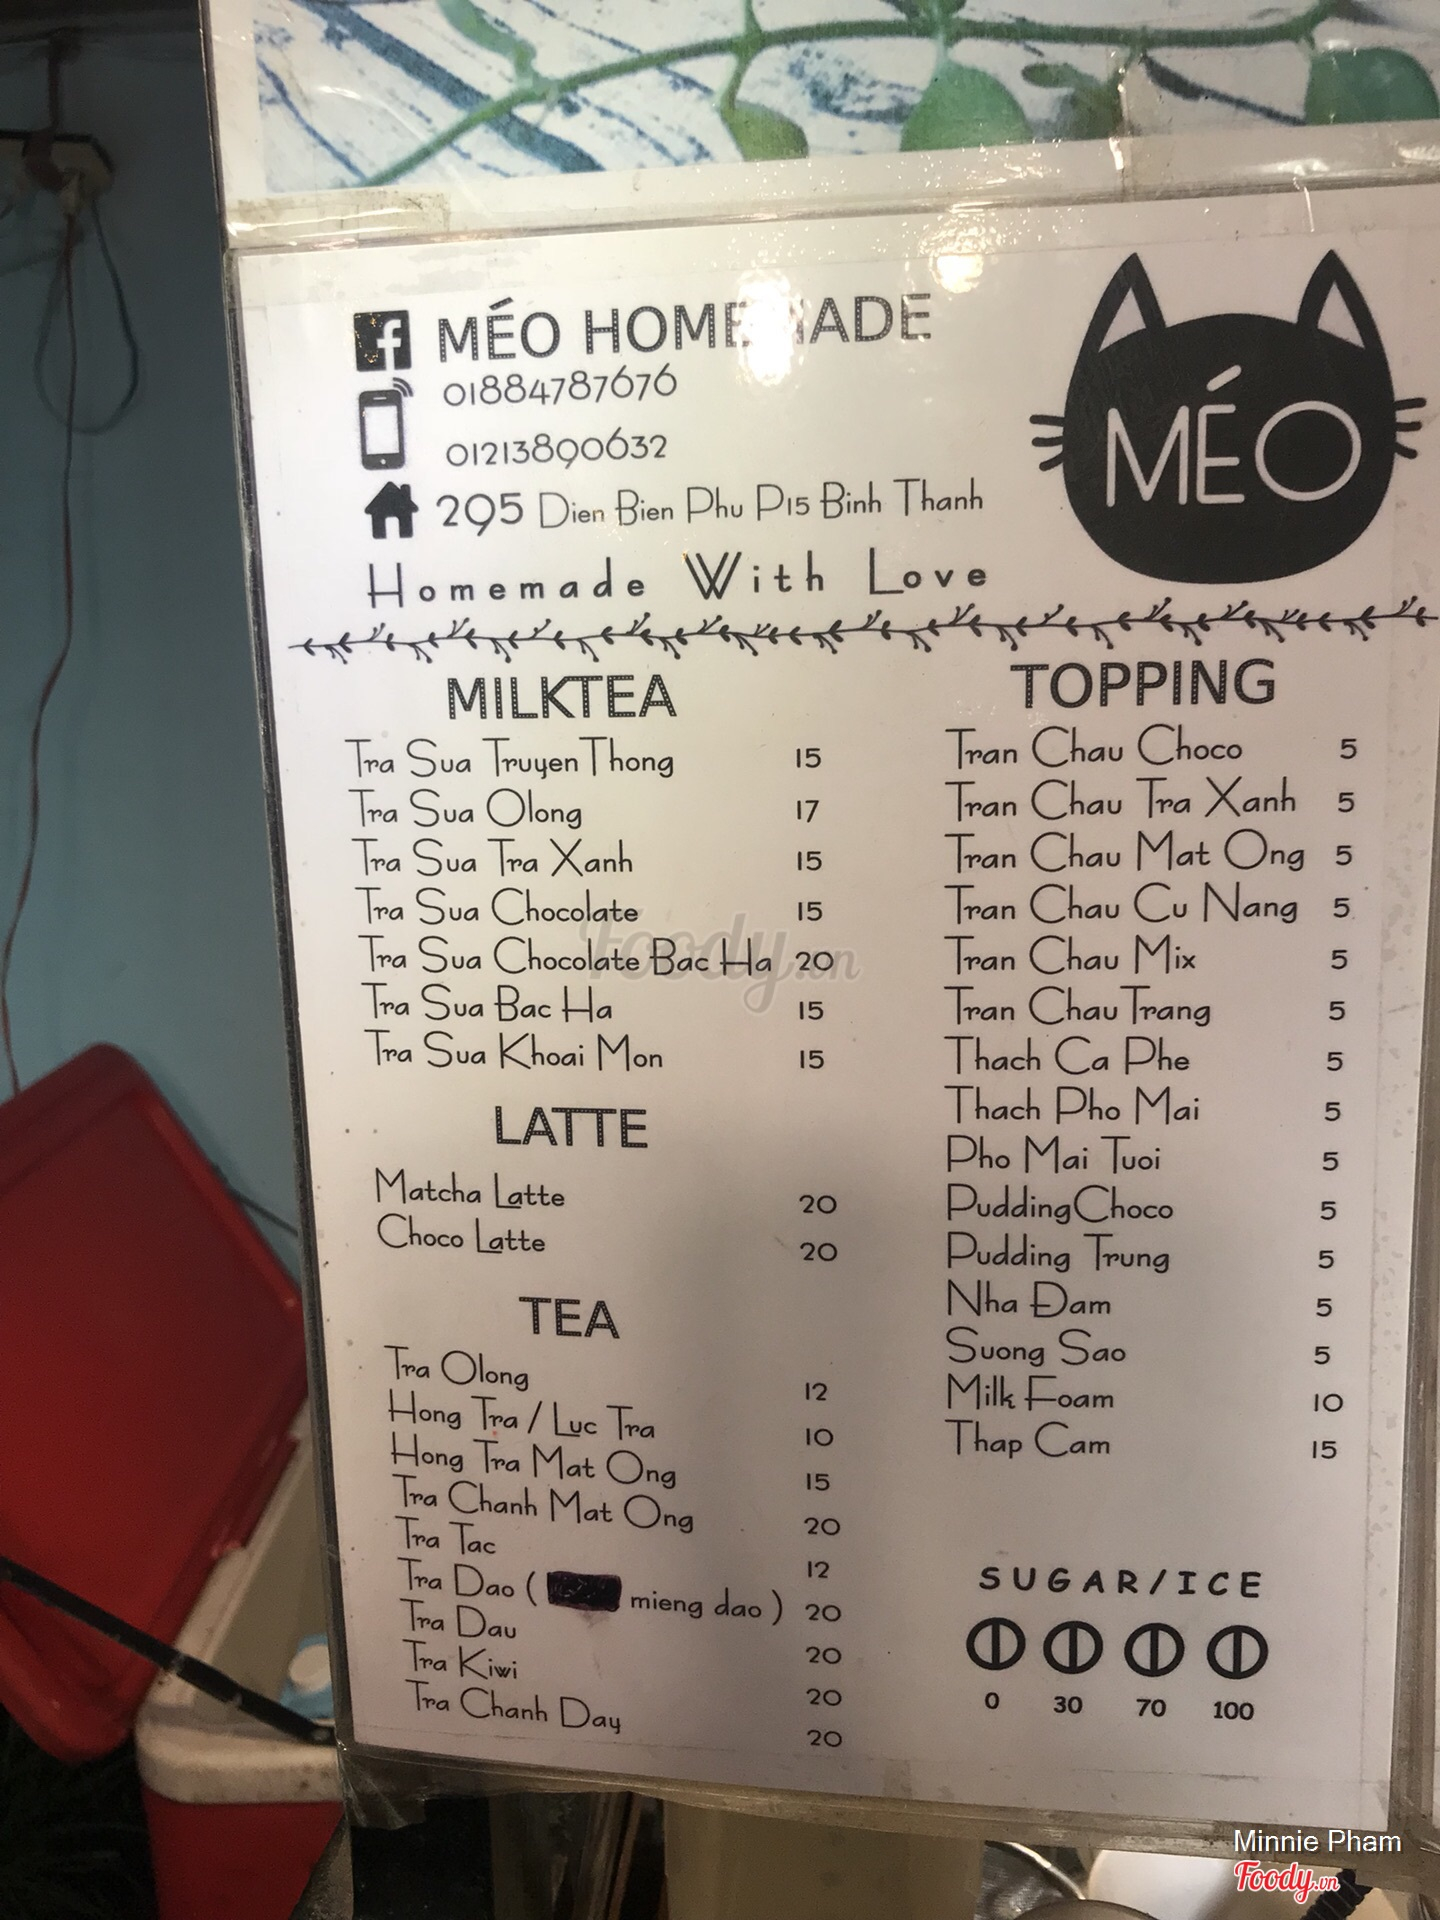 MÉO HOMEMADE
01884787676
01213890632
295 Dien Bien Phu P15 Binh Thanh
Homemade With Love
MÉO
MILKTEA
Tra Sua Truyen Thong 15
Tra Sua Olong 17
Tra Sua Tra Xanh 15
Tra Sua Chocolate 15
Tra Sua Chocolate Bac Ha 20
Tra Sua Bac Ha 15
Tra Sua Khoai Mon 15
LATTE
Matcha Latte 20
Choco Latte 20
TEA
Tra Olong 12
Hong Tra / Luc Tra 10
Hong Tra Mat Ong 15
Tra Chanh Mat Ong 20
Tra Tac 12
Tra Dao ( mieng dao ) 20
Tra Dau 20
Tra Kiwi 20
Tra Chanh Day 20
TOPPING
Tran Chau Choco 5
Tran Chau Tra Xanh 5
Tran Chau Mat Ong 5
Tran Chau Cu Nang 5
Tran Chau Mix 5
Tran Chau Trang 5
Thach Ca Phe 5
Thach Pho Mai 5
Pho Mai Tuoi 5
Pudding Choco 5
Pudding Trung 5
Nha Đam 5
Suong Sao 5
Milk Foam 10
Thap Cam 15
SUGAR/ICE
0 30 70 100
Foody.vn
Minnie Pham
Foody.vn